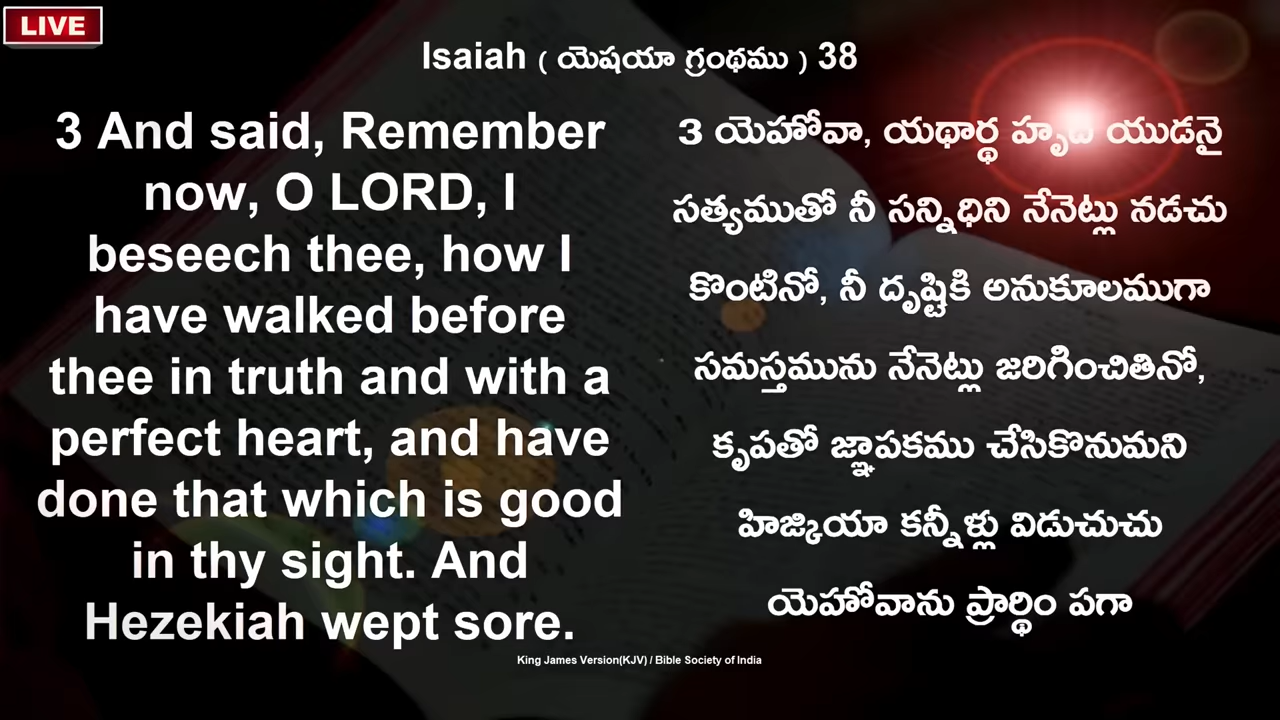 LIVE
Isaiah ( యెషయా గ్రంథము ) 38
3 And said, Remember
now, O LORD, I
beseech thee, how I
have walked before
thee in truth and with a
perfect heart, and have
done that which is good
in thy sight. And
Hezekiah wept sore.
3 యెహోవా, యథార్థ హృద యుడనై
సత్యముతో నీ సన్నిధిని నేనెట్లు నడచు
కొంటినో, నీ దృష్టికి అనుకూలముగా
సమస్తమును నేనెట్లు జరిగించితినో,
కృపతో జ్ఞాపకము చేసికొనుమని
హిజ్కియా కన్నీళ్లు విడుచుచు
యెహోవాను ప్రార్థిం పగా
King James Version(KJV) / Bible Society of India